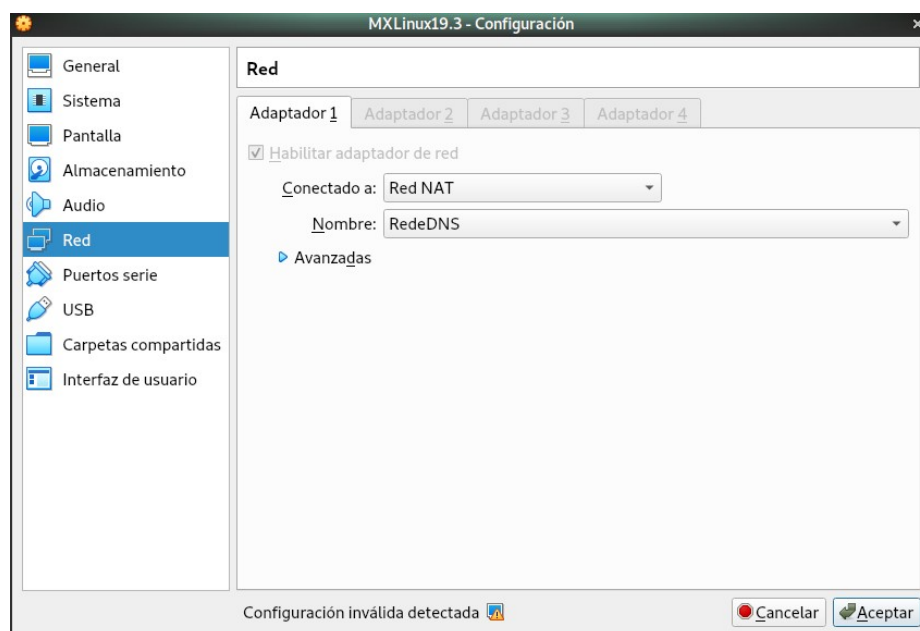 MXLinux19.3 - Configuración
General
Sistema
Pantalla
Almacenamiento
Audio
Red
Puertos serie
USB
Carpetas compartidas
Interfaz de usuario
Red
Adaptador 1 Adaptador 2 Adaptador 3 Adaptador 4
Habilitar adaptador de red
Conectado a: Red NAT
Nombre: RedeDNS
Avanzadas
Configuración inválida detectada
Cancelar Aceptar